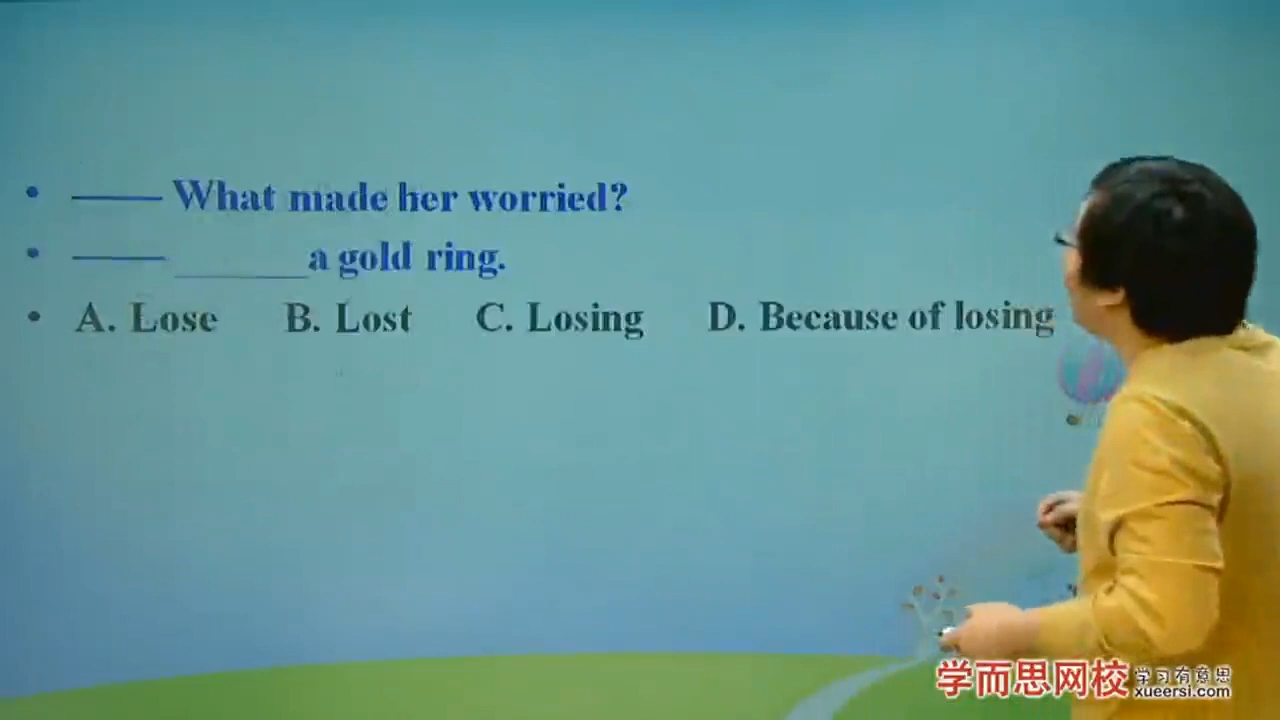 • —— What made her worried?
• —— ______a gold ring.
• A. Lose B. Lost C. Losing D. Because of losing
学而思网校 学习有意思
xueersi.com